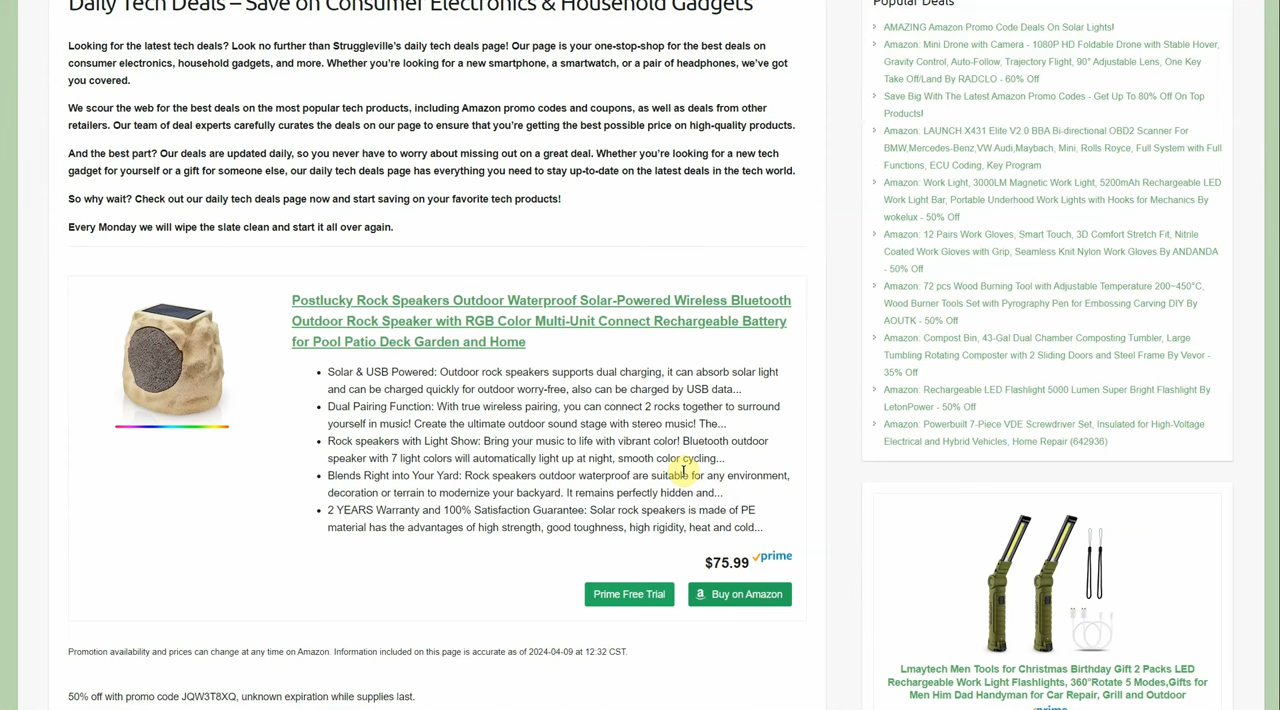 Daily Tech Deals – Save on Consumer Electronics & Household Gadgets
Looking for the latest tech deals? Look no further than Struggleville's daily tech deals page! Our page is your one-stop-shop for the best deals on
consumer electronics, household gadgets, and more. Whether you're looking for a new smartphone, a smartwatch, or a pair of headphones, we've got
you covered.
We scour the web for the best deals on the most popular tech products, including Amazon promo codes and coupons, as well as deals from other
retailers. Our team of deal experts carefully curates the deals on our page to ensure that you're getting the best possible price on high-quality products.
And the best part? Our deals are updated daily, so you never have to worry about missing out on a great deal. Whether you're looking for a new tech
gadget for yourself or a gift for someone else, our daily tech deals page has everything you need to stay up-to-date on the latest deals in the tech world.
So why wait? Check out our daily tech deals page now and start saving on your favorite tech products!
Every Monday we will wipe the slate clean and start it all over again.
Postlucky Rock Speakers Outdoor Waterproof Solar-Powered Wireless Bluetooth
Outdoor Rock Speaker with RGB Color Multi-Unit Connect Rechargeable Battery
for Pool Patio Deck Garden and Home
• Solar & USB Powered: Outdoor rock speakers supports dual charging, it can absorb solar light
and can be charged quickly for outdoor worry-free, also can be charged by USB data...
• Dual Pairing Function: With true wireless pairing, you can connect 2 rocks together to surround
yourself in music! Create the ultimate outdoor sound stage with stereo music! The...
• Rock speakers with Light Show: Bring your music to life with vibrant color! Bluetooth outdoor
speaker with 7 light colors will automatically light up at night, smooth color cycling...
• Blends Right into Your Yard: Rock speakers outdoor waterproof are suitable for any environment,
decoration or terrain to modernize your backyard. It remains perfectly hidden and...
• 2 YEARS Warranty and 100% Satisfaction Guarantee: Solar rock speakers is made of PE
material has the advantages of high strength, good toughness, high rigidity, heat and cold...
$75.99 prime
Prime Free Trial
Buy on Amazon
Promotion availability and prices can change at any time on Amazon. Information included on this page is accurate as of 2024-04-09 at 12:32 CST.
50% off with promo code JQW3T8XQ, unknown expiration while supplies last.
Popular Deals
AMAZING Amazon Promo Code Deals On Solar Lights!
Amazon: Mini Drone with Camera - 1080P HD Foldable Drone with Stable Hover,
Gravity Control, Auto-Follow, Trajectory Flight, 90° Adjustable Lens, One Key
Take Off/Land By RADCLO - 60% Off
Save Big With The Latest Amazon Promo Codes - Get Up To 80% Off On Top
Products!
Amazon: LAUNCH X431 Elite V2.0 BBA Bi-directional OBD2 Scanner For
BMW,Mercedes-Benz,VW Audi,Maybach, Mini, Rolls Royce, Full System with Full
Functions, ECU Coding, Key Program
Amazon: Work Light, 3000LM Magnetic Work Light, 5200mAh Rechargeable LED
Work Light Bar, Portable Underhood Work Lights with Hooks for Mechanics By
wokelux - 50% Off
Amazon: 12 Pairs Work Gloves, Smart Touch, 3D Comfort Stretch Fit, Nitrile
Coated Work Gloves with Grip, Seamless Knit Nylon Work Gloves By ANDANDA
- 50% Off
Amazon: 72 pcs Wood Burning Tool with Adjustable Temperature 200~450°C,
Wood Burner Tools Set with Pyrography Pen for Embossing Carving DIY By
AOUTK - 50% Off
Amazon: Compost Bin, 43-Gal Dual Chamber Composting Tumbler, Large
Tumbling Rotating Composter with 2 Sliding Doors and Steel Frame By Vevor -
35% Off
Amazon: Rechargeable LED Flashlight 5000 Lumen Super Bright Flashlight By
LetonPower - 50% Off
Amazon: Powerbuilt 7-Piece VDE Screwdriver Set, Insulated for High-Voltage
Electrical and Hybrid Vehicles, Home Repair (642936)
Lmaytech Men Tools for Christmas Birthday Gift 2 Packs LED
Rechargeable Work Light Flashlights, 360°Rotate 5 Modes,Gifts for
Men Him Dad Handyman for Car Repair, Grill and Outdoor
prime